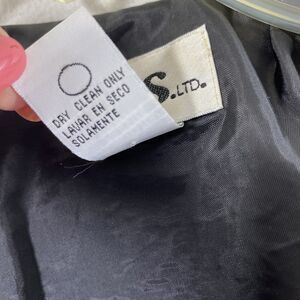 DRY CLEAN ONLY
LAVAR EN SECO
SOLAMENTE
S.LTD.